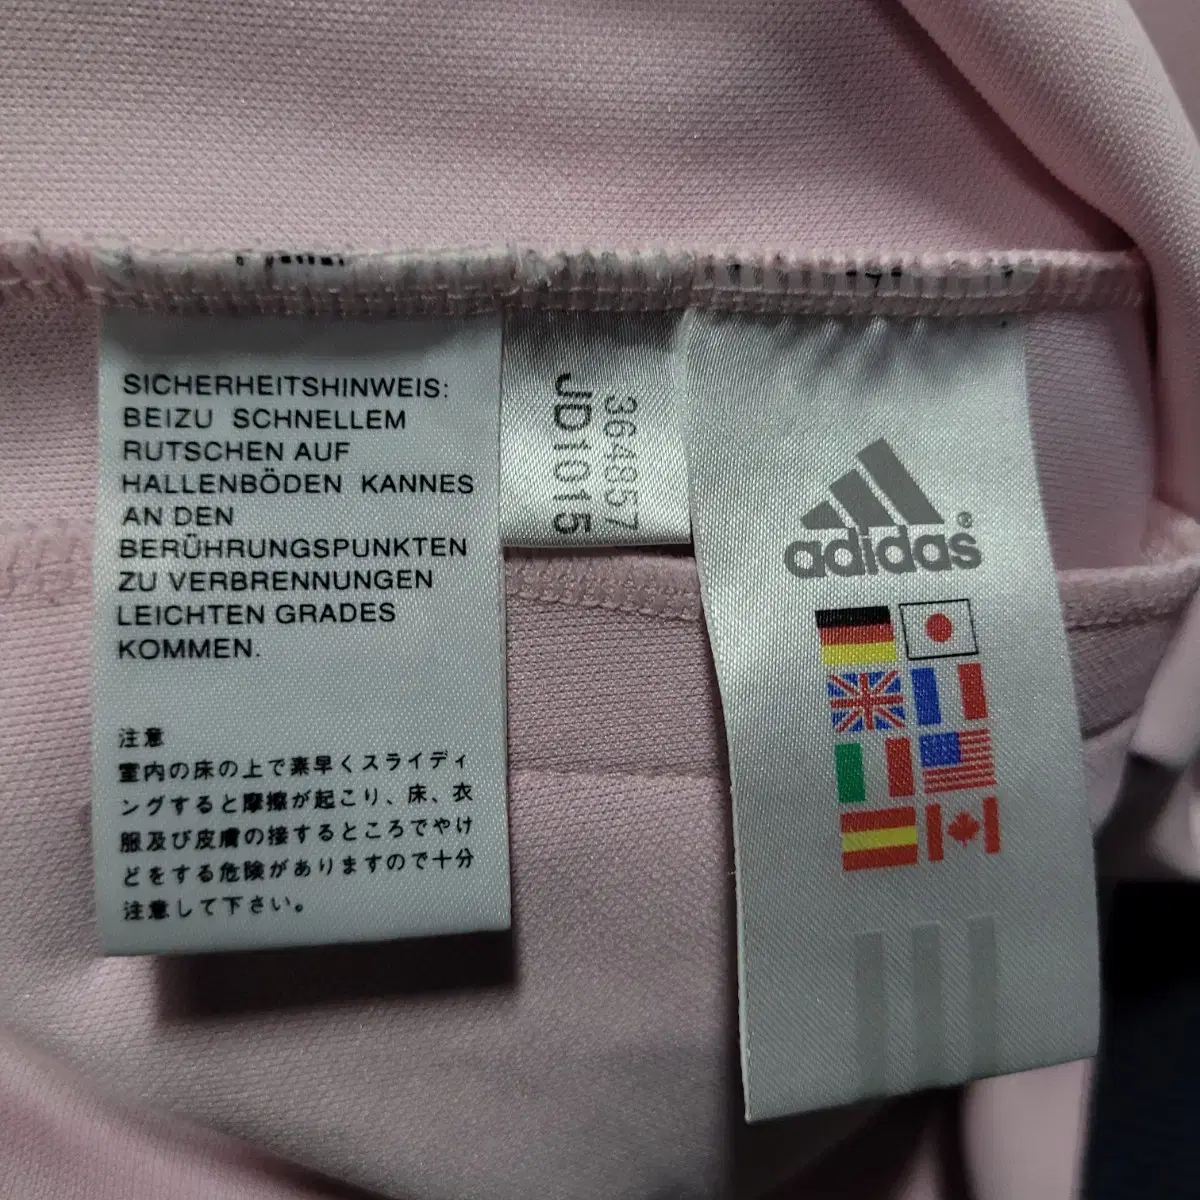 SICHERHEITSHINWEIS:
BEIZU SCHNELLEM
RUTSCHEN AUF
HALLENBÖDEN KANNES
AN DEN
BERÜHRUNGSPUNKTEN
ZU VERBRENNUNGEN
LEICHTEN GRADES
KOMMEN.
注意
室内の床の上で素早くスライディ
ングすると摩擦が起こり、床、衣
服及び皮膚の接するところでやけ
どをする危険がありますので十分
注意して下さい。
364857
JD1015
adidas®